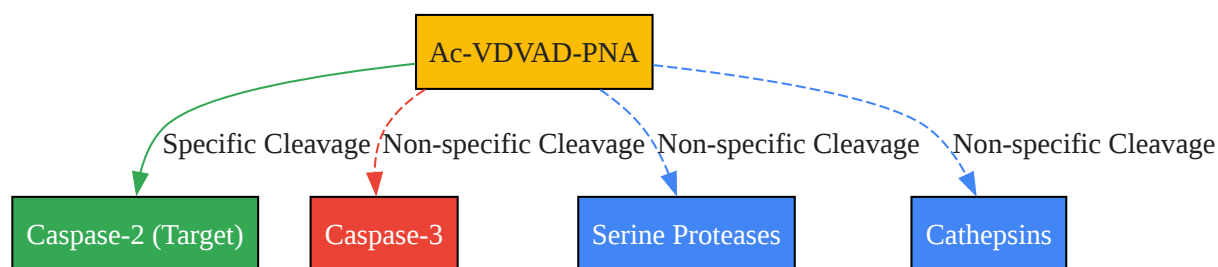 Ac-VDVAD-PNA
Specific Cleavage
Non-specific Cleavage
Non-specific Cleavage
Non-specific Cleavage
Caspase-2 (Target)
Caspase-3
Serine Proteases
Cathepsins